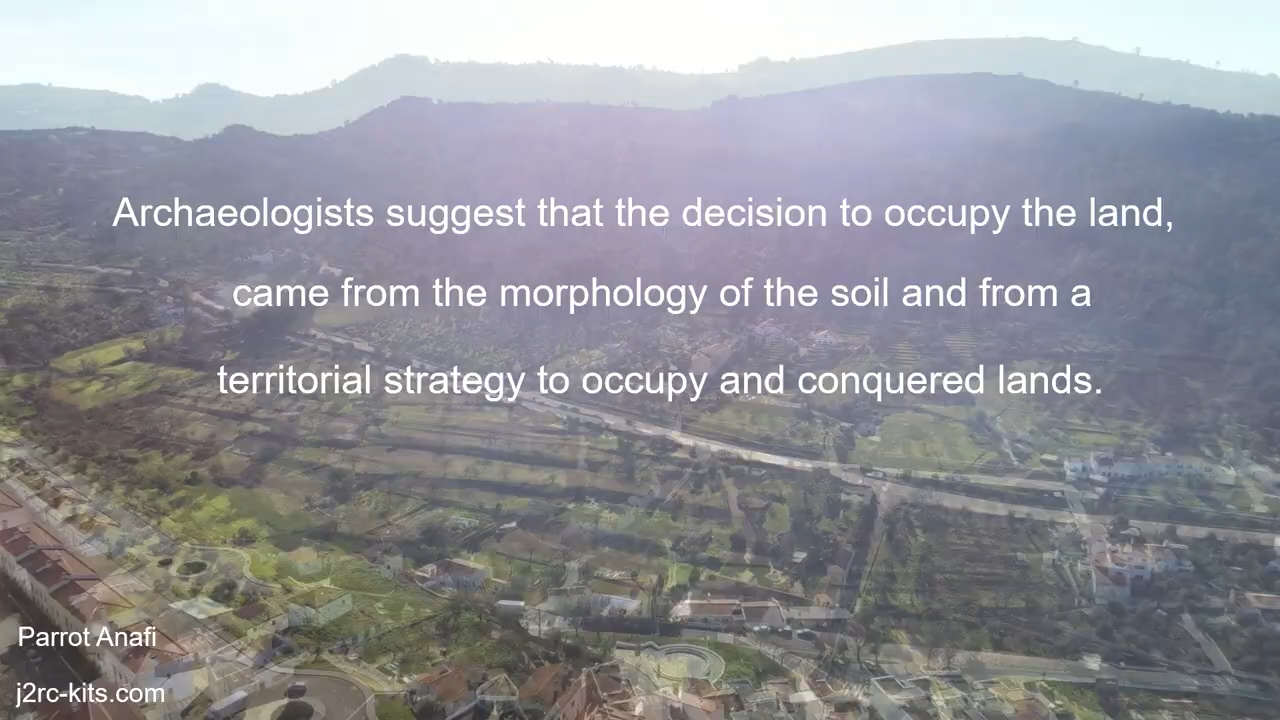 Archaeologists suggest that the decision to occupy the land,
came from the morphology of the soil and from a
territorial strategy to occupy and conquered lands.
Parrot Anafi
j2rc-kits.com